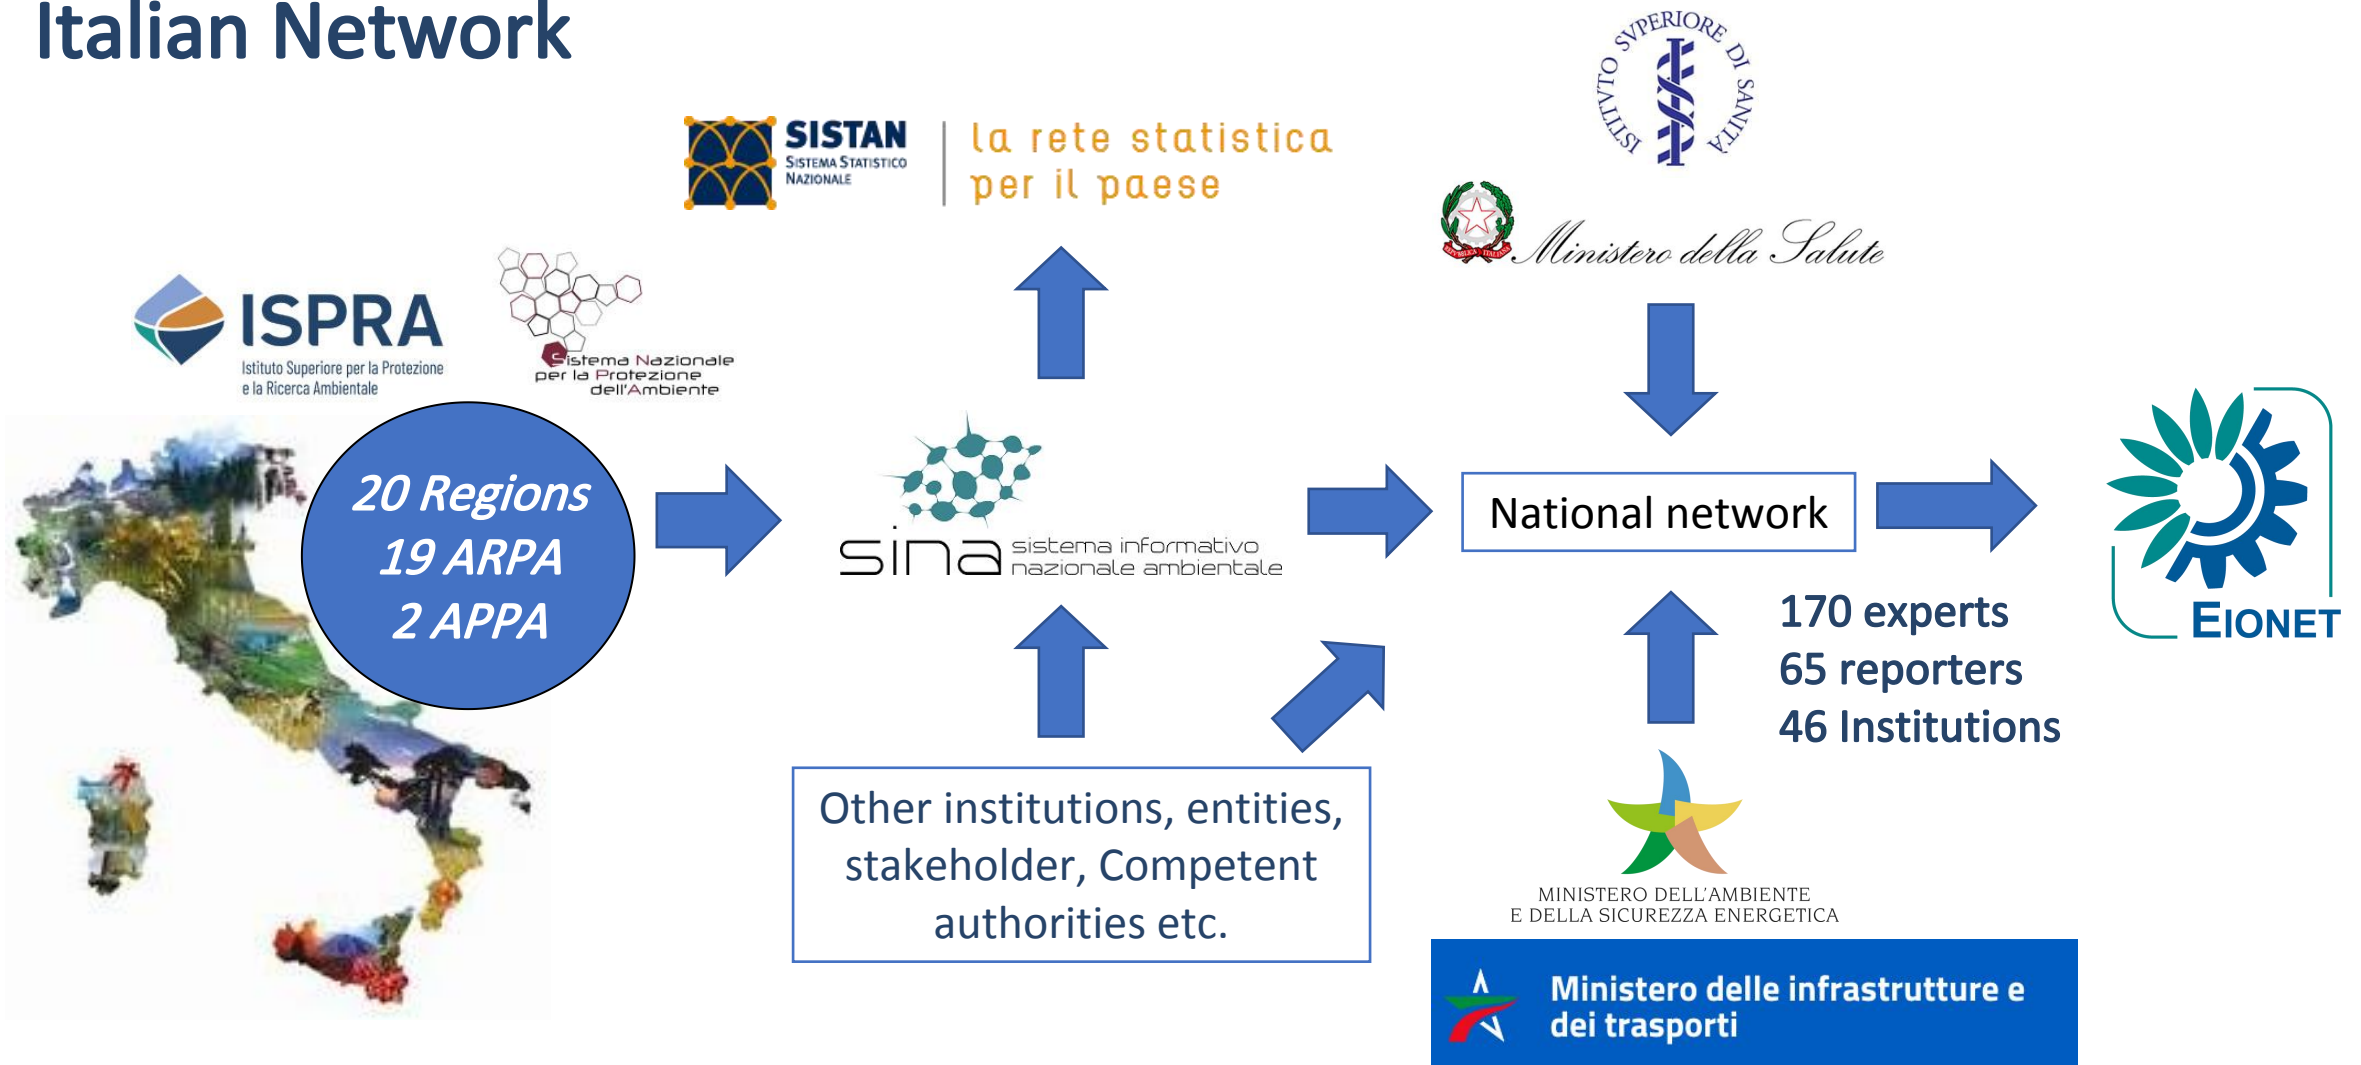 Italian Network
ISTITVTO SVPERIORE DI SANITÀ
SISTAN
SISTEMA STATISTICO
NAZIONALE
la rete statistica
per il paese
Ministero della Salute
ISPRA
Istituto Superiore per la Protezione
e la Ricerca Ambientale
Sistema Nazionale
per la Protezione
dell'Ambiente
20 Regions
19 ARPA
2 APPA
sina
sistema informativo
nazionale ambientale
National network
EIONET
170 experts
65 reporters
46 Institutions
Other institutions, entities,
stakeholder, Competent
authorities etc.
MINISTERO DELL'AMBIENTE
E DELLA SICUREZZA ENERGETICA
Ministero delle infrastrutture e
dei trasporti